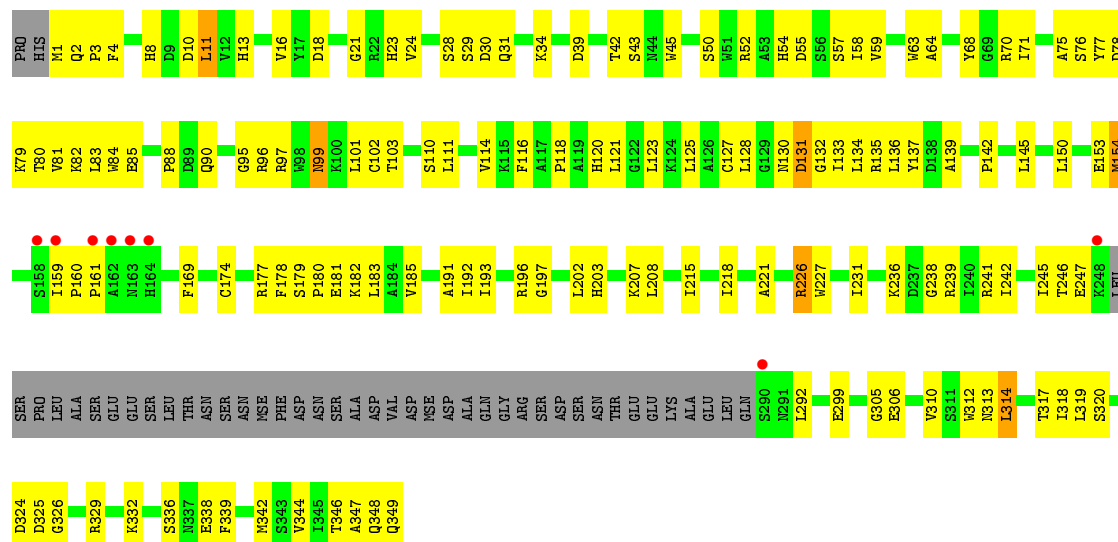 PRO HIS M1 Q2 P3 F4 H8 D9 D10 L11 V12 H13 V16 Y17 D18 G21 R22 H23 V24 S28 S29 D30 Q31 K34 D39 T42 S43 N44 W45 S50 W51 R52 A53 H54 D55 S56 S57 I58 V59 W63 A64 Y68 G69 R70 I71 A75 S76 Y77 D78
K79 T80 V81 K82 L83 W84 E85 P88 D89 Q90 G95 R96 R97 W98 N99 K100 L101 C102 T103 S110 L111 V114 K115 F116 A117 P118 A119 H120 L121 G122 L123 K124 L125 A126 C127 L128 G129 N130 D131 G132 I133 L134 R135 L136 Y137 D138 A139 P142 L145 L150 E153 M154
S158 I159 P160 P161 A162 N163 H164 F169 C174 R177 F178 S179 P180 E181 K182 L183 A184 V185 A191 I192 I193 R196 G197 L202 H203 K207 L208 I215 I218 A221 R226 W227 I231 K236 D237 G238 R239 I240 R241 I242 I245 T246 E247 K248 LEU
SER PRO LEU ALA SER GLU GLU SER LEU THR ASN SER ASN MSE PHE ASP ASN SER ALA ASP VAL ASP MSE ASP ALA GLN GLY ARG SER ASP SER ASN THR GLU GLU LYS ALA GLU LEU GLN S290 N291 L292 E299 G305 E306 V310 S311 W312 N313 L314 T317 L318 L319 S320
D324 D325 G326 R329 K332 S336 N337 E338 F339 M342 S343 V344 I345 T346 A347 Q348 Q349